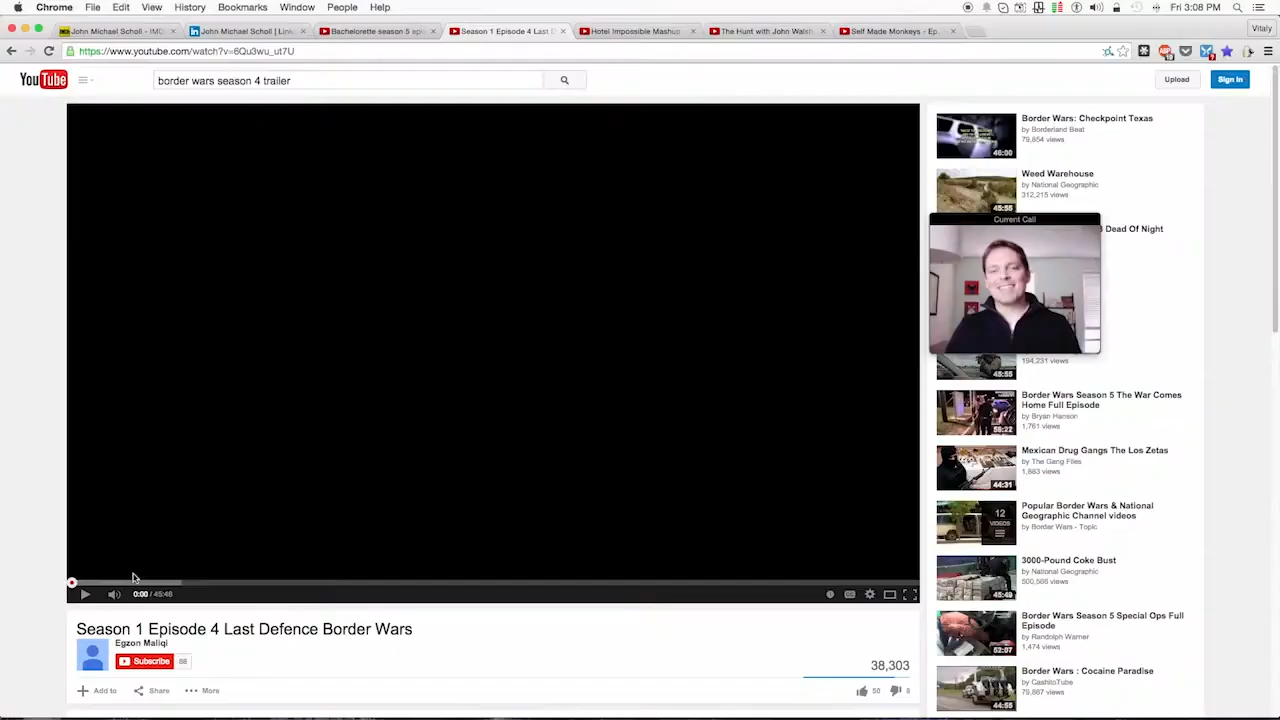 Chrome File Edit View History Bookmarks Window People Help Fri 3:08 PM
John Michael Scholl - IMD John Michael Scholl | Link Bachelorette season 5 epi Season 1 Episode 4 Last D Hotel Impossible Mashup The Hunt with John Walsh Self Made Monkeys - Ep. Vitaly
https://www.youtube.com/watch?v=6Qu3wu_ut7U
YouTube border wars season 4 trailer Upload Sign in
Border Wars: Checkpoint Texas
by Borderland Beat
79,854 views
46:00
Weed Warehouse
by National Geographic
312,215 views
45:55
Current Call
Dead Of Night
194,231 views
45:55
Border Wars Season 5 The War Comes
Home Full Episode
by Bryan Hanson
1,761 views
Mexican Drug Gangs The Los Zetas
by The Gang Files
1,883 views
44:31
Popular Border Wars & National
Geographic Channel videos
by Border Wars - Topic
12
VIDEOS
3000-Pound Coke Bust
by National Geographic
500,566 views
45:49
Border Wars Season 5 Special Ops Full
Episode
by Randolph Warner
1,474 views
52:07
Border Wars : Cocaine Paradise
by CashitoTube
79,887 views
44:55
0:00 / 45:48
Season 1 Episode 4 Last Defence Border Wars
Egzon Maliqi
Subscribe 88
38,303
Add to Share More 50 8